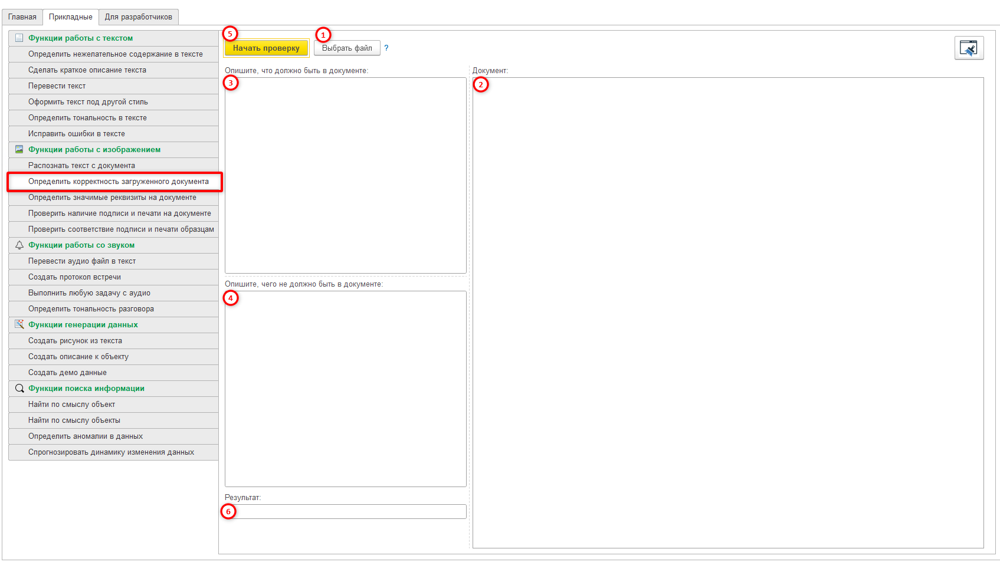 Главная Прикладные Для разработчиков
Функции работы с текстом
Определить нежелательное содержание в тексте
Сделать краткое описание текста
Перевести текст
Оформить текст под другой стиль
Определить тональность в тексте
Исправить ошибки в тексте
Функции работы с изображением
Распознать текст с документа
Определить корректность загруженного документа
Определить значимые реквизиты на документе
Проверить наличие подписи и печати на документе
Проверить соответствие подписи и печати образцам
Функции работы со звуком
Перевести аудио файл в текст
Создать протокол встречи
Выполнить любую задачу с аудио
Определить тональность разговора
Функции генерации данных
Создать рисунок из текста
Создать описание к объекту
Создать демо данные
Функции поиска информации
Найти по смыслу объект
Найти по смыслу объекты
Определить аномалии в данных
Спрогнозировать динамику изменения данных
5 1
Начать проверку Выбрать файл ?
Опишите, что должно быть в документе:
3
Опишите, чего не должно быть в документе:
4
Результат:
6
Документ:
2